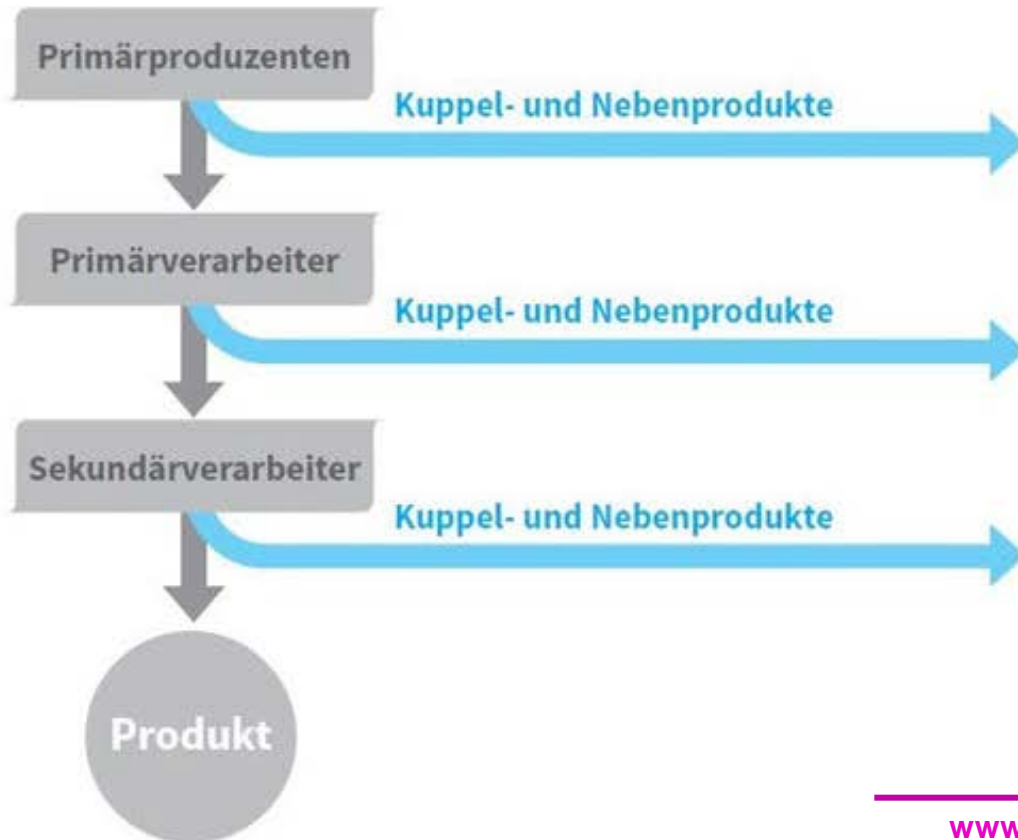 Primärproduzenten
Kuppel- und Nebenprodukte
Primärverarbeiter
Kuppel- und Nebenprodukte
Sekundärverarbeiter
Kuppel- und Nebenprodukte
Produkt
www